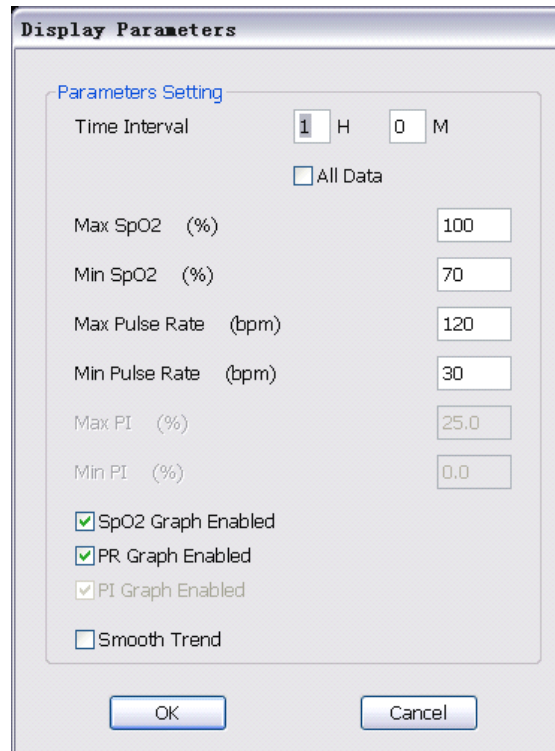 Display Parameters
Parameters Setting
Time Interval 1 H 0 M
All Data
Max SpO2 (%) 100
Min SpO2 (%) 70
Max Pulse Rate (bpm) 120
Min Pulse Rate (bpm) 30
Max PI (%) 25.0
Min PI (%) 0.0
SpO2 Graph Enabled
PR Graph Enabled
PI Graph Enabled
Smooth Trend
OK Cancel